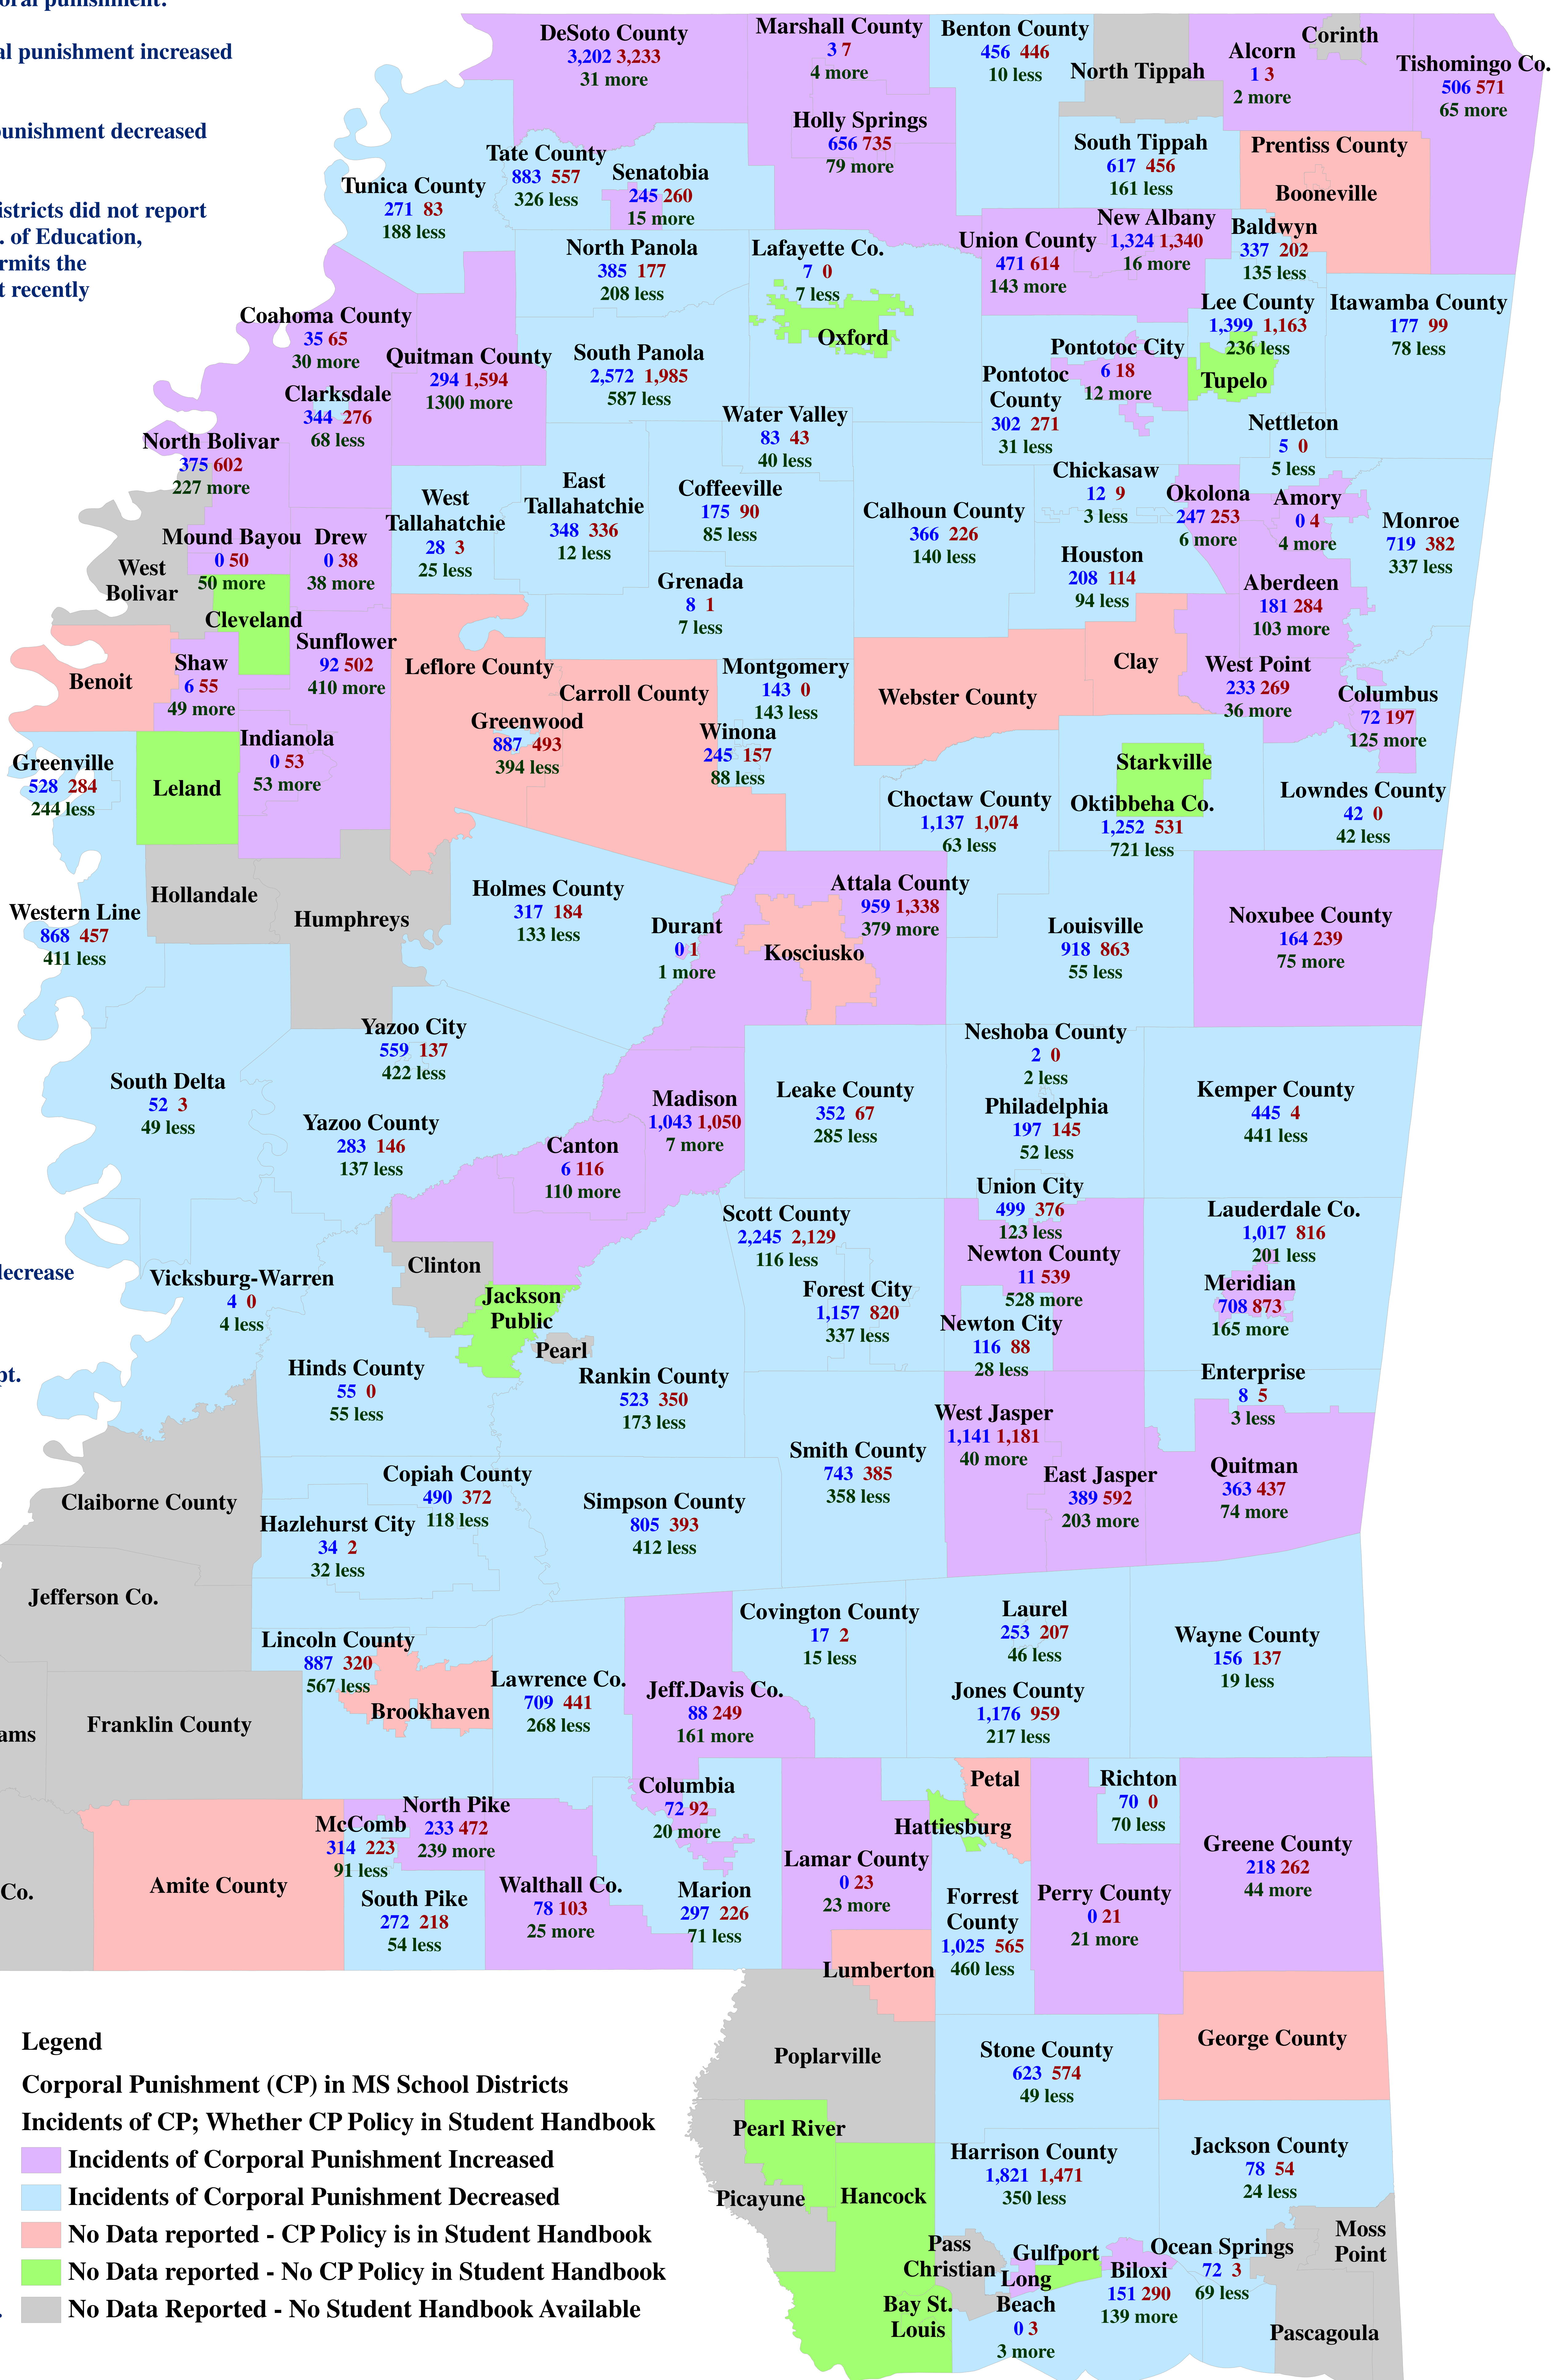 oral punishment.
al punishment increased
punishment decreased
istricts did not report
. of Education,
rmits the
t recently
DeSoto County
3,202 3,233
31 more
Marshall County
3 7
4 more
Benton County
456 446
10 less
North Tippah
Alcorn
1 3
2 more
Corinth
Tishomingo Co.
506 571
65 more
Holly Springs
656 735
79 more
South Tippah
617 456
161 less
Prentiss County
Booneville
Tunica County
271 83
188 less
Tate County
883 557
326 less
Senatobia
245 260
15 more
North Panola
385 177
208 less
Lafayette Co.
7 0
7 less
Oxford
Union County
471 614
143 more
New Albany
1,324 1,340
16 more
Baldwyn
337 202
135 less
Lee County
1,399 1,163
236 less
Tupelo
Itawamba County
177 99
78 less
Coahoma County
35 65
30 more
Clarksdale
344 276
68 less
Quitman County
294 1,594
1300 more
South Panola
2,572 1,985
587 less
Pontotoc City
6 18
12 more
Pontotoc
County
302 271
31 less
Water Valley
83 43
40 less
Nettleton
5 0
5 less
North Bolivar
375 602
227 more
West
Tallahatchie
28 3
25 less
East
Tallahatchie
348 336
12 less
Coffeeville
175 90
85 less
Calhoun County
366 226
140 less
Chickasaw
12 9
3 less
Okolona
247 253
6 more
Amory
0 4
4 more
Monroe
719 382
337 less
Mound Bayou
0 50
50 more
Drew
0 38
38 more
West
Bolivar
Cleveland
Grenada
8 1
7 less
Houston
208 114
94 less
Aberdeen
181 284
103 more
Benoit
Shaw
6 55
49 more
Sunflower
92 502
410 more
Leflore County
Carroll County
Greenwood
887 493
394 less
Montgomery
143 0
143 less
Winona
245 157
88 less
Webster County
Clay
West Point
233 269
36 more
Columbus
72 197
125 more
Greenville
528 284
244 less
Leland
Indianola
0 53
53 more
Choctaw County
1,137 1,074
63 less
Starkville
Oktibbeha Co.
1,252 531
721 less
Lowndes County
42 0
42 less
Western Line
868 457
411 less
Hollandale
Humphreys
Holmes County
317 184
133 less
Durant
0 1
1 more
Attala County
959 1,338
379 more
Kosciusko
Louisville
918 863
55 less
Noxubee County
164 239
75 more
South Delta
52 3
49 less
Yazoo City
559 137
422 less
Yazoo County
283 146
137 less
Madison
1,043 1,050
7 more
Canton
6 116
110 more
Leake County
352 67
285 less
Neshoba County
2 0
2 less
Philadelphia
197 145
52 less
Kemper County
445 4
441 less
decrease
Vicksburg-Warren
4 0
4 less
Clinton
Jackson
Public
Pearl
Scott County
2,245 2,129
116 less
Forest City
1,157 820
337 less
Union City
499 376
123 less
Newton County
11 539
528 more
Newton City
116 88
28 less
Lauderdale Co.
1,017 816
201 less
Meridian
708 873
165 more
pt.
Hinds County
55 0
55 less
Rankin County
523 350
173 less
Enterprise
8 5
3 less
Smith County
743 385
358 less
West Jasper
1,141 1,181
40 more
East Jasper
389 592
203 more
Quitman
363 437
74 more
Claiborne County
Copiah County
490 372
118 less
Hazlehurst City
34 2
32 less
Simpson County
805 393
412 less
Jefferson Co.
Lincoln County
887 320
567 less
Brookhaven
Lawrence Co.
709 441
268 less
Jeff.Davis Co.
88 249
161 more
Covington County
17 2
15 less
Laurel
253 207
46 less
Jones County
1,176 959
217 less
Wayne County
156 137
19 less
ams
Franklin County
Co.
Amite County
McComb
314 223
91 less
North Pike
233 472
239 more
South Pike
272 218
54 less
Walthall Co.
78 103
25 more
Columbia
72 92
20 more
Marion
297 226
71 less
Lamar County
0 23
23 more
Petal
Hattiesburg
Forrest
County
1,025 565
460 less
Richton
70 0
70 less
Perry County
0 21
21 more
Greene County
218 262
44 more
Lumberton
Poplarville
Stone County
623 574
49 less
George County
Pearl River
Picayune
Hancock
Harrison County
1,821 1,471
350 less
Jackson County
78 54
24 less
Pass
Christian
Gulfport
Long
Beach
0 3
3 more
Biloxi
151 290
139 more
Ocean Springs
72 3
69 less
Moss
Point
Bay St.
Louis
Pascagoula
Legend
Corporal Punishment (CP) in MS School Districts
Incidents of CP; Whether CP Policy in Student Handbook
Incidents of Corporal Punishment Increased
Incidents of Corporal Punishment Decreased
No Data reported - CP Policy is in Student Handbook
No Data reported - No CP Policy in Student Handbook
No Data Reported - No Student Handbook Available